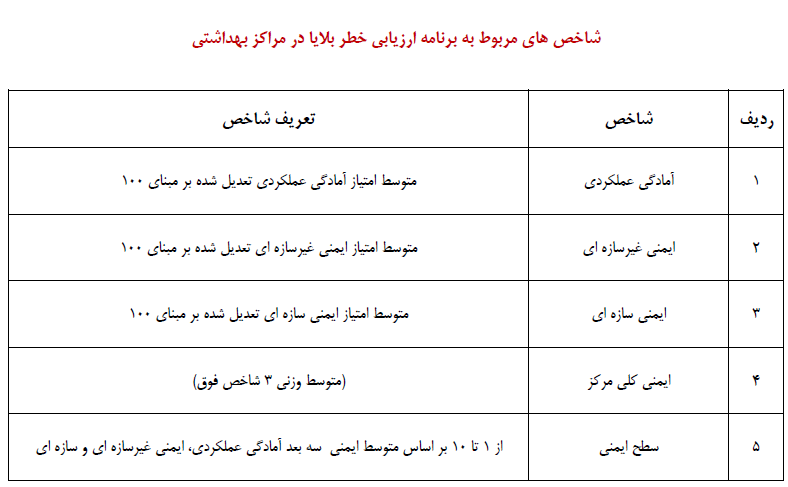 شاخص های مربوط به برنامه ارزیابی خطر بلایا در مراکز بهداشتی
ردیف شاخص تعریف شاخص
۱ آمادگی عملکردی متوسط امتیاز آمادگی عملکردی تعدیل شده بر مبنای ۱۰۰
۲ ایمنی غیرسازه ای متوسط امتیاز ایمنی غیرسازه ای تعدیل شده بر مبنای ۱۰۰
۳ ایمنی سازه ای متوسط امتیاز ایمنی سازه ای تعدیل شده بر مبنای ۱۰۰
۴ ایمنی کلی مرکز (متوسط وزنی ۳ شاخص فوق)
۵ سطح ایمنی از ۱ تا ۱۰ بر اساس متوسط ایمنی سه بعد آمادگی عملکردی، ایمنی غیرسازه ای و سازه ای